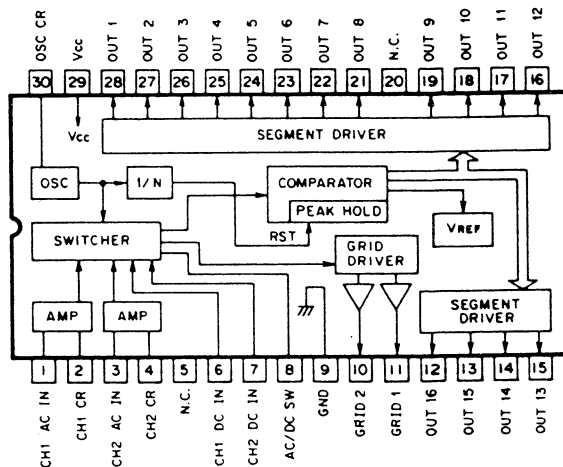 OSC CR
Vcc
OUT 1
OUT 2
OUT 3
OUT 4
OUT 5
OUT 6
OUT 7
OUT 8
N.C.
OUT 9
OUT 10
OUT 11
OUT 12
30 29 28 27 26 25 24 23 22 21 20 19 18 17 16
Vcc
SEGMENT DRIVER
OSC
1/N
COMPARATOR
PEAK HOLD
RST
VREF
SWITCHER
GRID
DRIVER
AMP
AMP
SEGMENT
DRIVER
1 2 3 4 5 6 7 8 9 10 11 12 13 14 15
CH1 AC IN
CH1 CR
CH2 AC IN
CH2 CR
N.C.
CH1 DC IN
CH2 DC IN
AC/DC SW
GND
GRID 2
GRID 1
OUT 16
OUT 15
OUT 14
OUT 13